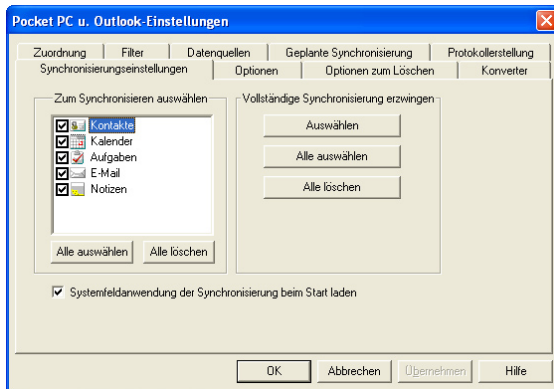 Pocket PC u. Outlook-Einstellungen
Zuordnung Filter Datenquellen Geplante Synchronisierung Protokollerstellung
Synchronisierungseinstellungen Optionen Optionen zum Löschen Konverter
Zum Synchronisieren auswählen
Kontakte
Kalender
Aufgaben
E-Mail
Notizen
Alle auswählen Alle löschen
Vollständige Synchronisierung erzwingen
Auswählen
Alle auswählen
Alle löschen
Systemfeldanwendung der Synchronisierung beim Start laden
OK Abbrechen Übernehmen Hilfe